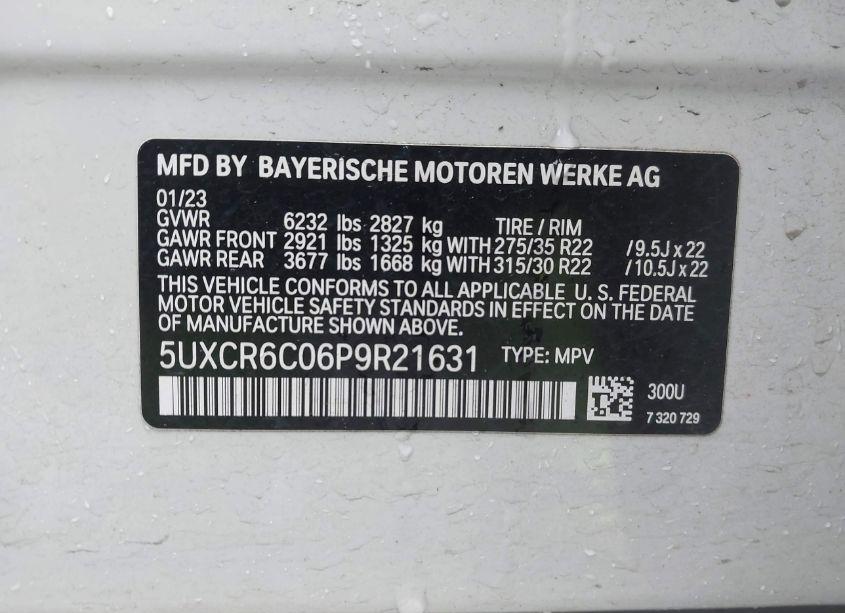 MFD BY BAYERISCHE MOTOREN WERKE AG
01/23
GVWR 6232 lbs 2827 kg TIRE / RIM
GAWR FRONT 2921 lbs 1325 kg WITH 275/35 R22 /9.5J x 22
GAWR REAR 3677 lbs 1668 kg WITH 315/30 R22 /10.5J x 22
THIS VEHICLE CONFORMS TO ALL APPLICABLE U. S. FEDERAL
MOTOR VEHICLE SAFETY STANDARDS IN EFFECT ON THE DATE
OF MANUFACTURE SHOWN ABOVE.
5UXCR6C06P9R21631 TYPE: MPV
300U
7 320 729